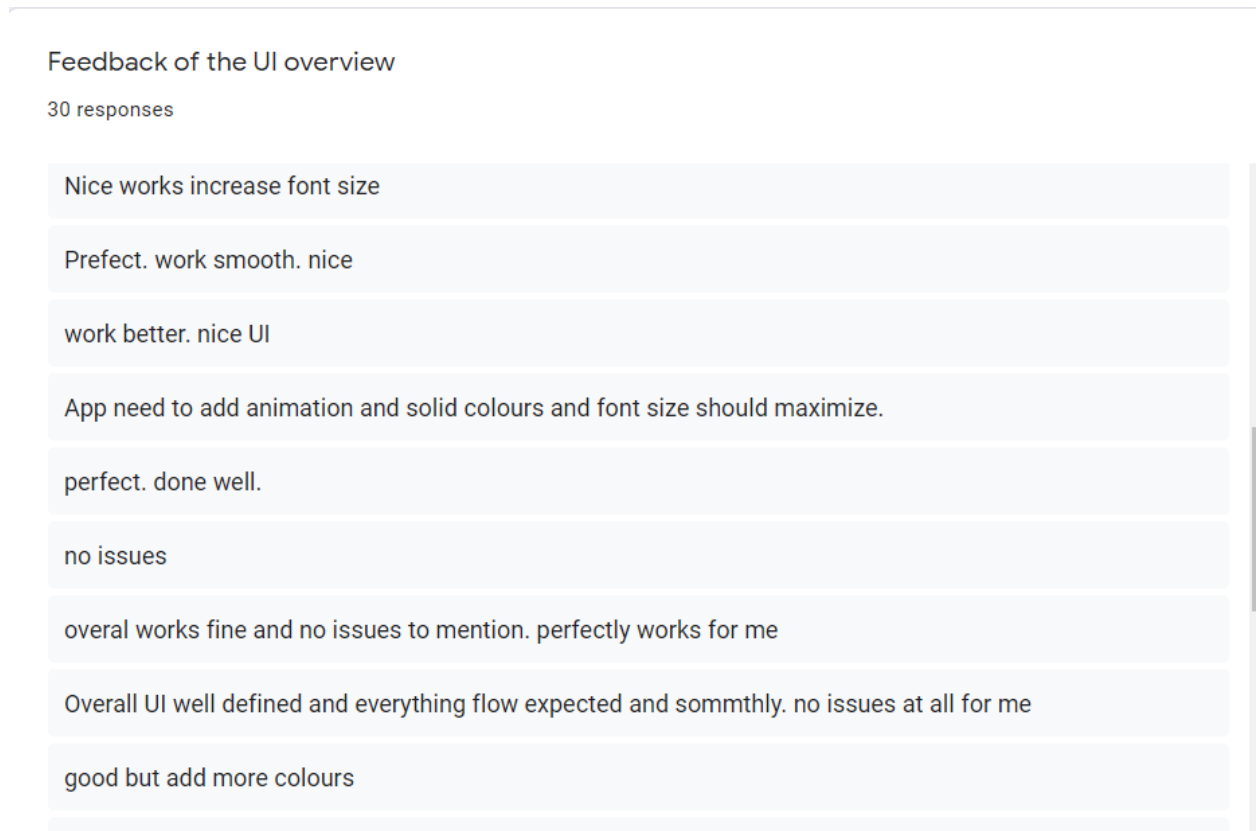 Feedback of the UI overview
30 responses
Nice works increase font size
Prefect. work smooth. nice
work better. nice UI
App need to add animation and solid colours and font size should maximize.
perfect. done well.
no issues
overal works fine and no issues to mention. perfectly works for me
Overall UI well defined and everything flow expected and sommthly. no issues at all for me
good but add more colours